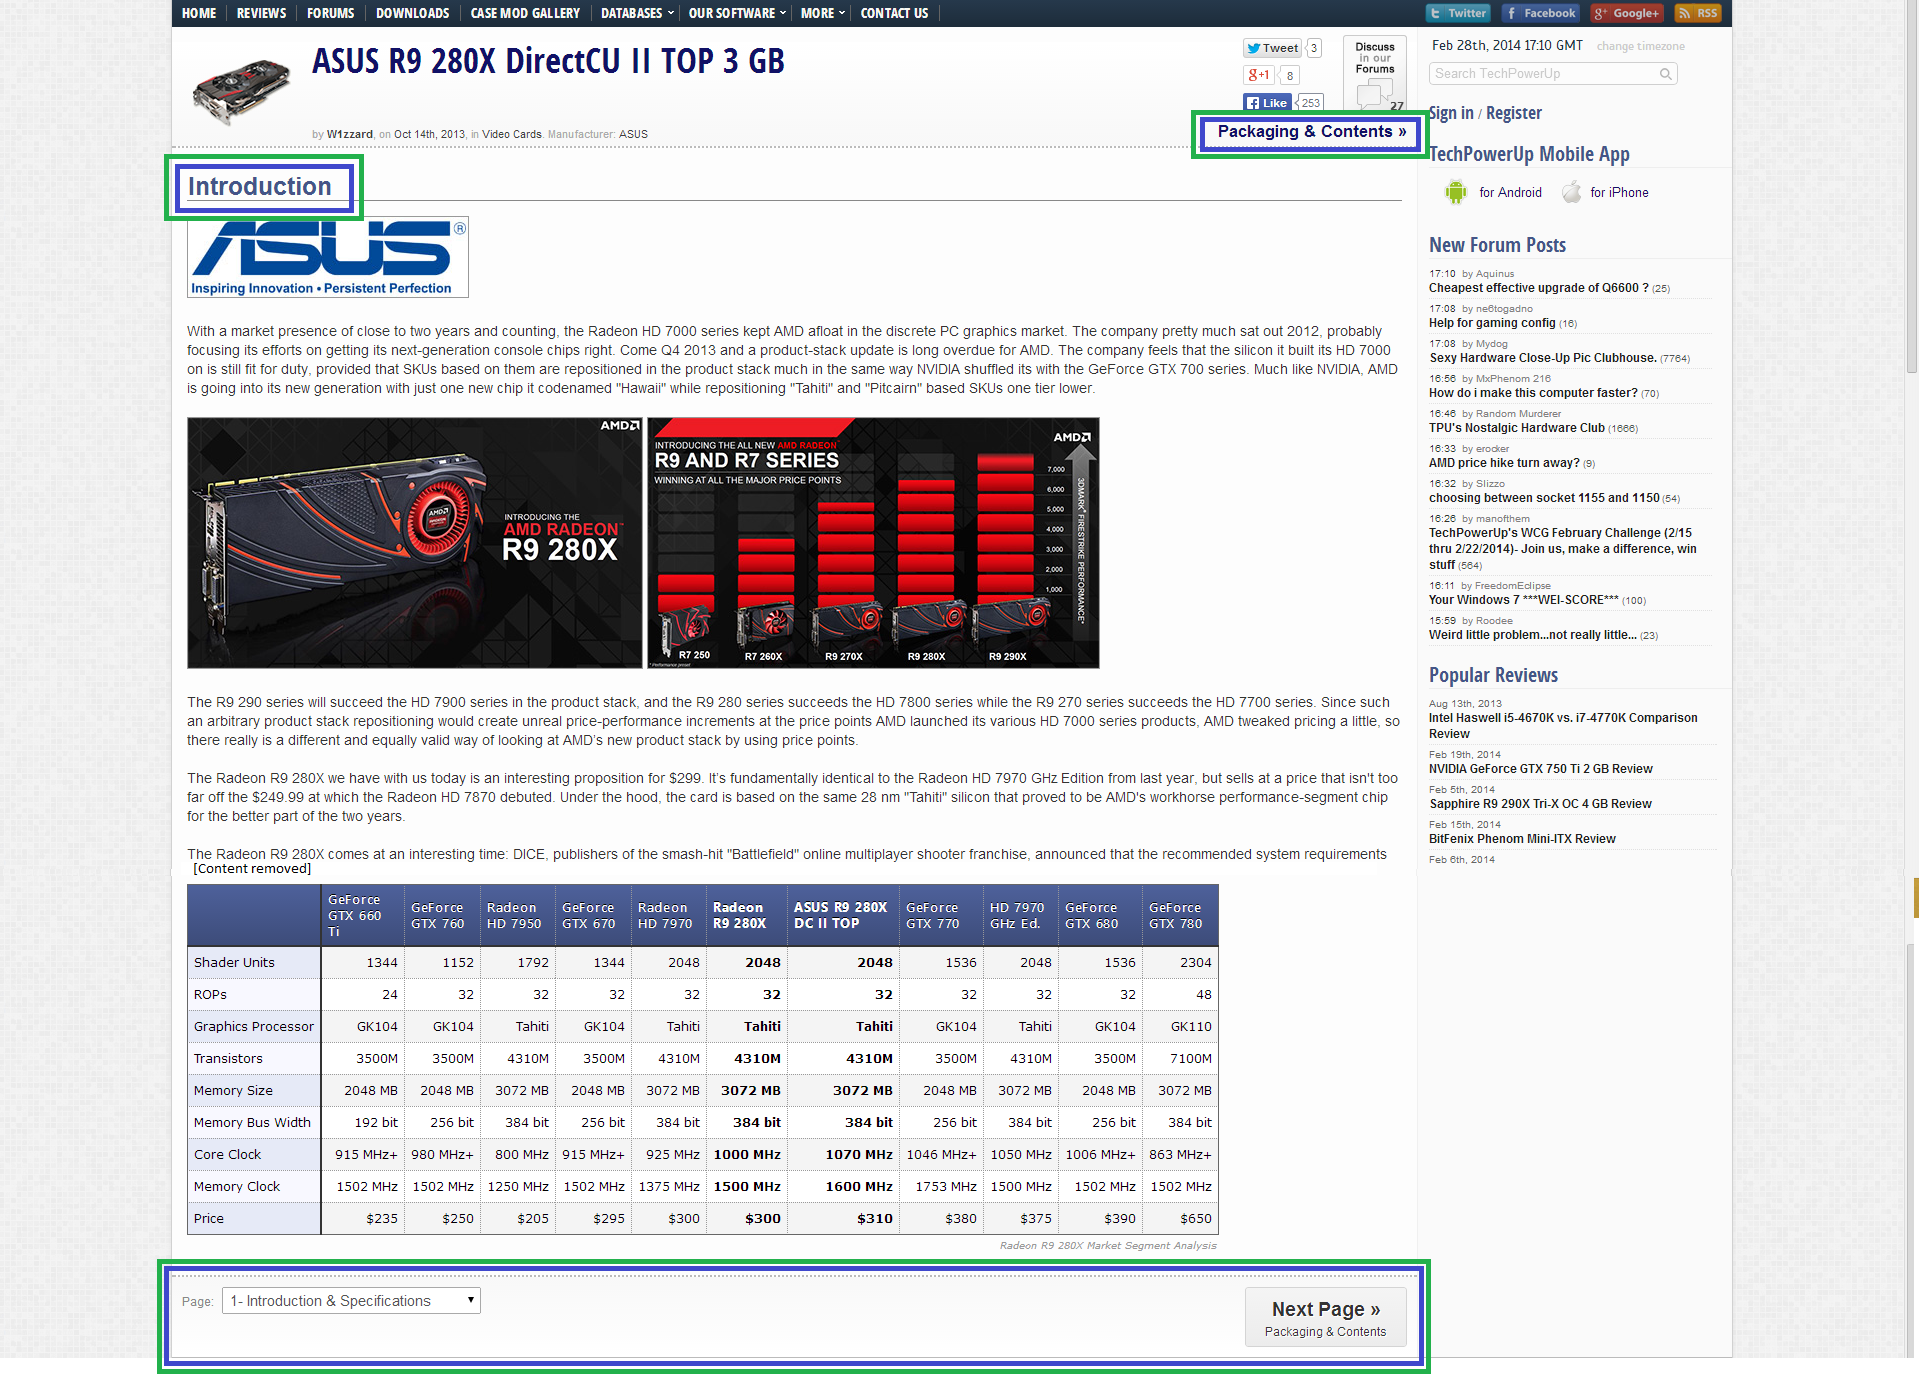 HOME REVIEWS FORUMS DOWNLOADS CASE MOD GALLERY DATABASES OUR SOFTWARE MORE CONTACT US
Twitter Facebook Google+ RSS
ASUS R9 280X DirectCU II TOP 3 GB
by W1zzard, on Oct 14th, 2013, in Video Cards. Manufacturer: ASUS
Tweet 3
g+1 8
Like 253
Discuss
in our
Forums
27
Packaging & Contents »
Feb 28th, 2014 17:10 GMT change timezone
Search TechPowerUp
Sign in / Register
TechPowerUp Mobile App
for Android for iPhone
Introduction
ASUS®
Inspiring Innovation • Persistent Perfection
With a market presence of close to two years and counting, the Radeon HD 7000 series kept AMD afloat in the discrete PC graphics market. The company pretty much sat out 2012, probably
focusing its efforts on getting its next-generation console chips right. Come Q4 2013 and a product-stack update is long overdue for AMD. The company feels that the silicon it built its HD 7000
on is still fit for duty, provided that SKUs based on them are repositioned in the product stack much in the same way NVIDIA shuffled its with the GeForce GTX 700 series. Much like NVIDIA, AMD
is going into its new generation with just one new chip it codenamed "Hawaii" while repositioning "Tahiti" and "Pitcairn" based SKUs one tier lower.
AMD
INTRODUCING THE
AMD RADEON™
R9 280X
INTRODUCING THE ALL NEW AMD RADEON™
R9 AND R7 SERIES
WINNING AT ALL THE MAJOR PRICE POINTS
AMD
7,000
6,000
5,000
4,000
3,000
2,000
1,000
3DMARK® FIRESTRIKE PERFORMANCE*
R7 250 R7 260X R9 270X R9 280X R9 290X
* Performance preset
The R9 290 series will succeed the HD 7900 series in the product stack, and the R9 280 series succeeds the HD 7800 series while the R9 270 series succeeds the HD 7700 series. Since such
an arbitrary product stack repositioning would create unreal price-performance increments at the price points AMD launched its various HD 7000 series products, AMD tweaked pricing a little, so
there really is a different and equally valid way of looking at AMD's new product stack by using price points.
The Radeon R9 280X we have with us today is an interesting proposition for $299. It's fundamentally identical to the Radeon HD 7970 GHz Edition from last year, but sells at a price that isn't too
far off the $249.99 at which the Radeon HD 7870 debuted. Under the hood, the card is based on the same 28 nm "Tahiti" silicon that proved to be AMD's workhorse performance-segment chip
for the better part of the two years.
The Radeon R9 280X comes at an interesting time: DICE, publishers of the smash-hit "Battlefield" online multiplayer shooter franchise, announced that the recommended system requirements
[Content removed]
GeForce GTX 660 Ti GeForce GTX 760 Radeon HD 7950 GeForce GTX 670 Radeon HD 7970 Radeon R9 280X ASUS R9 280X DC II TOP GeForce GTX 770 HD 7970 GHz Ed. GeForce GTX 680 GeForce GTX 780
Shader Units 1344 1152 1792 1344 2048 2048 2048 1536 2048 1536 2304
ROPs 24 32 32 32 32 32 32 32 32 32 48
Graphics Processor GK104 GK104 Tahiti GK104 Tahiti Tahiti Tahiti GK104 Tahiti GK104 GK110
Transistors 3500M 3500M 4310M 3500M 4310M 4310M 4310M 3500M 4310M 3500M 7100M
Memory Size 2048 MB 2048 MB 3072 MB 2048 MB 3072 MB 3072 MB 3072 MB 2048 MB 3072 MB 2048 MB 3072 MB
Memory Bus Width 192 bit 256 bit 384 bit 256 bit 384 bit 384 bit 384 bit 256 bit 384 bit 256 bit 384 bit
Core Clock 915 MHz+ 980 MHz+ 800 MHz 915 MHz+ 925 MHz 1000 MHz 1070 MHz 1046 MHz+ 1050 MHz 1006 MHz+ 863 MHz+
Memory Clock 1502 MHz 1502 MHz 1250 MHz 1502 MHz 1375 MHz 1500 MHz 1600 MHz 1753 MHz 1500 MHz 1502 MHz 1502 MHz
Price $235 $250 $205 $295 $300 $300 $310 $380 $375 $390 $650
Radeon R9 280X Market Segment Analysis
Page: 1- Introduction & Specifications
Next Page »
Packaging & Contents
New Forum Posts
17:10 by Aquinus
Cheapest effective upgrade of Q6600 ? (25)
17:08 by ne6togadno
Help for gaming config (16)
17:08 by Mydog
Sexy Hardware Close-Up Pic Clubhouse. (7764)
16:56 by MxPhenom 216
How do i make this computer faster? (70)
16:46 by Random Murderer
TPU's Nostalgic Hardware Club (1666)
16:33 by erocker
AMD price hike turn away? (9)
16:32 by Slizzo
choosing between socket 1155 and 1150 (54)
16:26 by manofthem
TechPowerUp's WCG February Challenge (2/15
thru 2/22/2014)- Join us, make a difference, win
stuff (564)
16:11 by FreedomEclipse
Your Windows 7 ***WEI-SCORE*** (100)
15:59 by Roodee
Weird little problem...not really little... (23)
Popular Reviews
Aug 13th, 2013
Intel Haswell i5-4670K vs. i7-4770K Comparison
Review
Feb 19th, 2014
NVIDIA GeForce GTX 750 Ti 2 GB Review
Feb 5th, 2014
Sapphire R9 290X Tri-X OC 4 GB Review
Feb 15th, 2014
BitFenix Phenom Mini-ITX Review
Feb 6th, 2014